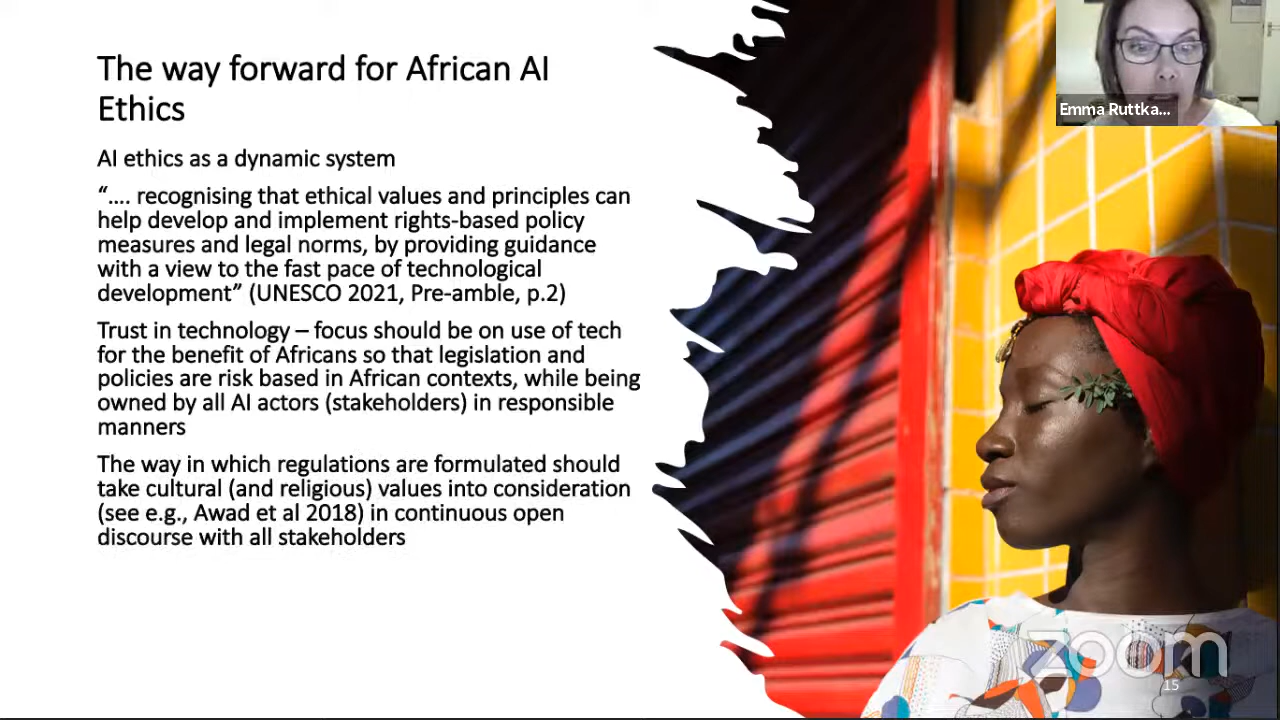 The way forward for African AI
Ethics
AI ethics as a dynamic system
“.... recognising that ethical values and principles can
help develop and implement rights-based policy
measures and legal norms, by providing guidance
with a view to the fast pace of technological
development” (UNESCO 2021, Pre-amble, p.2)
Trust in technology – focus should be on use of tech
for the benefit of Africans so that legislation and
policies are risk based in African contexts, while being
owned by all AI actors (stakeholders) in responsible
manners
The way in which regulations are formulated should
take cultural (and religious) values into consideration
(see e.g., Awad et al 2018) in continuous open
discourse with all stakeholders
Emma Ruttka...
zoom
15